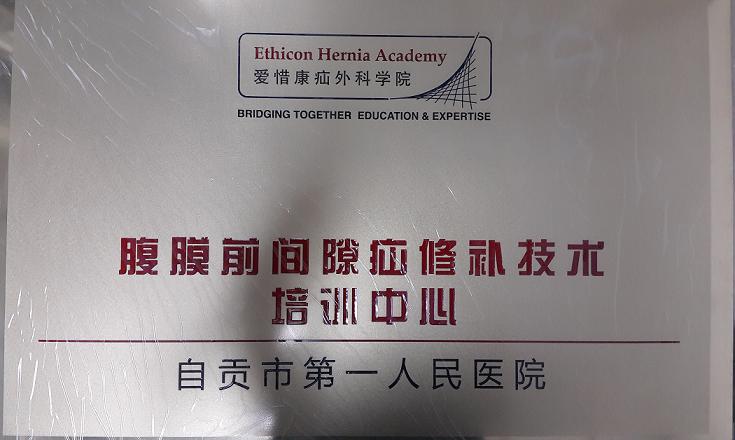 Ethicon Hernia Academy
爱惜康疝外科学院
BRIDGING TOGETHER EDUCATION & EXPERTISE
腹膜前间隙疝修补技术
培训中心
自贡市第一人民医院